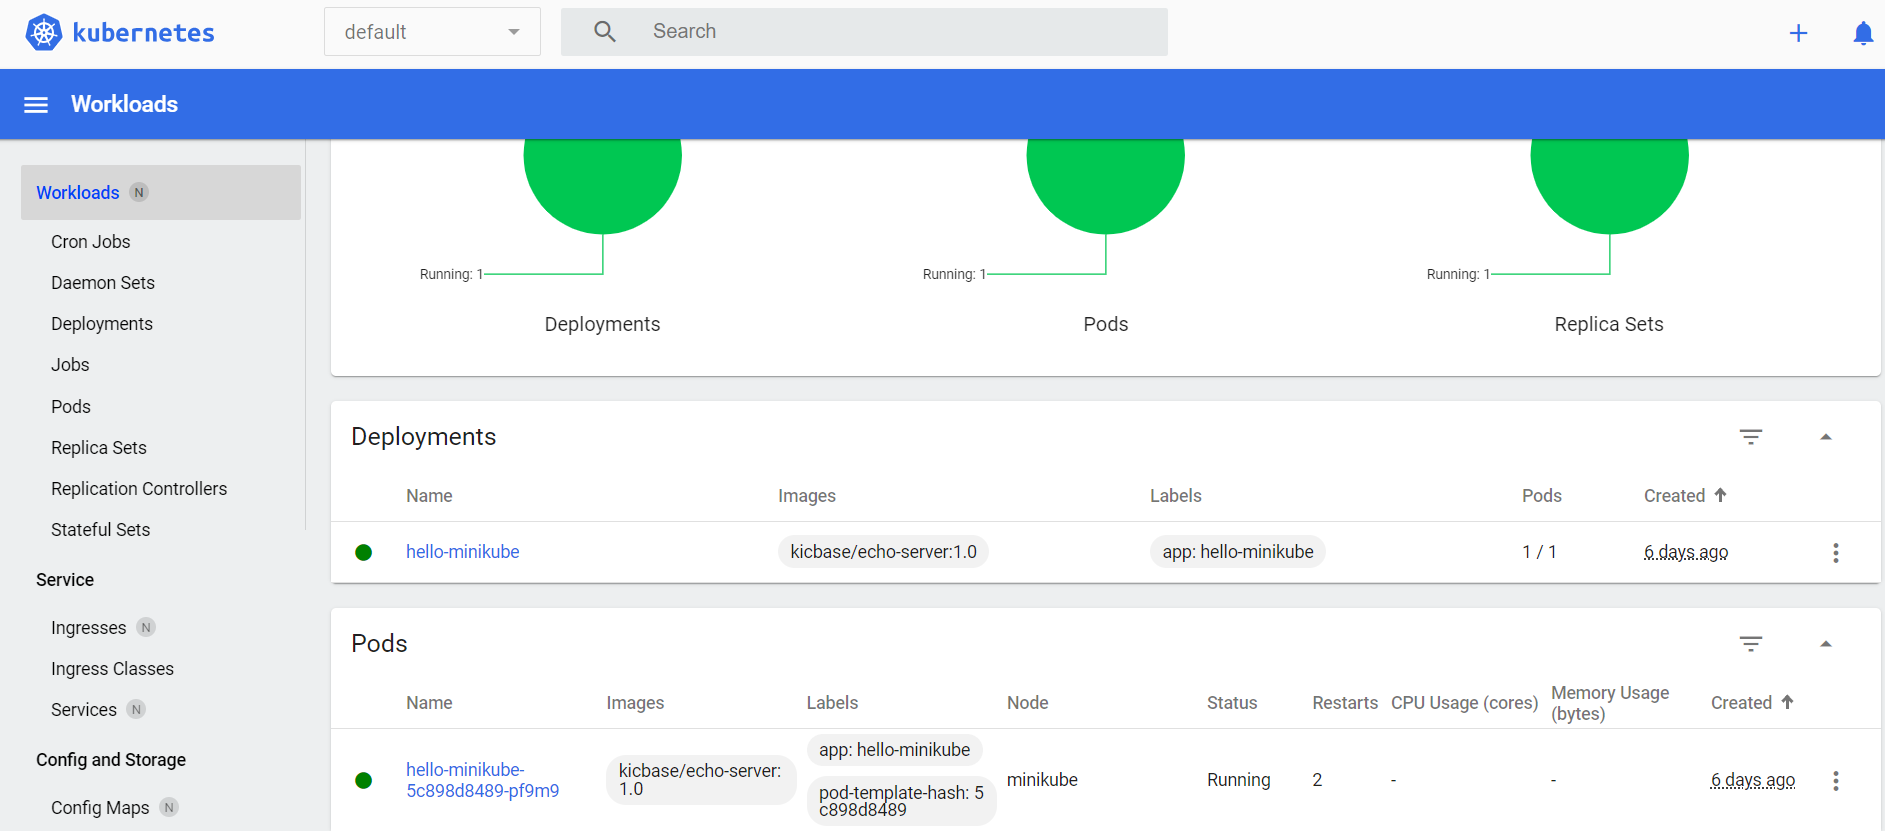 kubernetes
default
Search
Workloads
Workloads N
Cron Jobs
Daemon Sets
Deployments
Jobs
Pods
Replica Sets
Replication Controllers
Stateful Sets
Service
Ingresses N
Ingress Classes
Services N
Config and Storage
Config Maps N
Running: 1
Running: 1
Running: 1
Deployments
Pods
Replica Sets
Deployments
Name Images Labels Pods Created
hello-minikube kicbase/echo-server:1.0 app: hello-minikube 1 / 1 6 days ago
Pods
Name Images Labels Node Status Restarts CPU Usage (cores) Memory Usage
(bytes) Created
hello-minikube-
5c898d8489-pf9m9
kicbase/echo-server:
1.0
app: hello-minikube
pod-template-hash: 5
c898d8489
minikube Running 2 - - 6 days ago